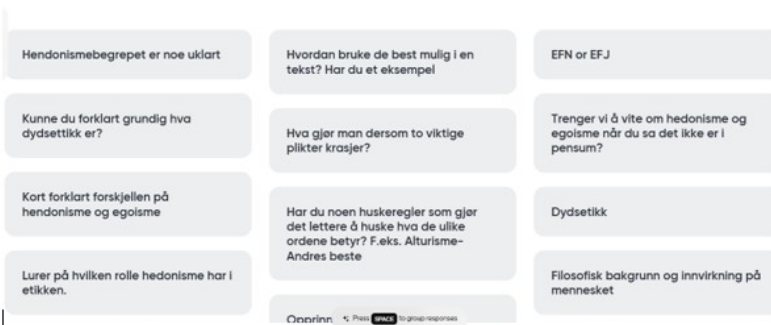 Hendonismebegrepet er noe uklart
Kunne du forklart grundig hva
dydsettikk er?
Kort forklart forskjellen på
hendonisme og egoisme
Lurer på hvilken rolle hedonisme har i
etikken.
Hvordan bruke de best mulig i en
tekst? Har du et eksempel
Hva gjør man dersom to viktige
plikter krasjer?
Har du noen huskeregler som gjør
det lettere å huske hva de ulike
ordene betyr? F.eks. Alturisme-
Andres beste
EFN or EFJ
Trenger vi å vite om hedonisme og
egoisme når du sa det ikke er i
pensum?
Dydsetikk
Filosofisk bakgrunn og innvirkning på
mennesket
Press SPACE to group responses